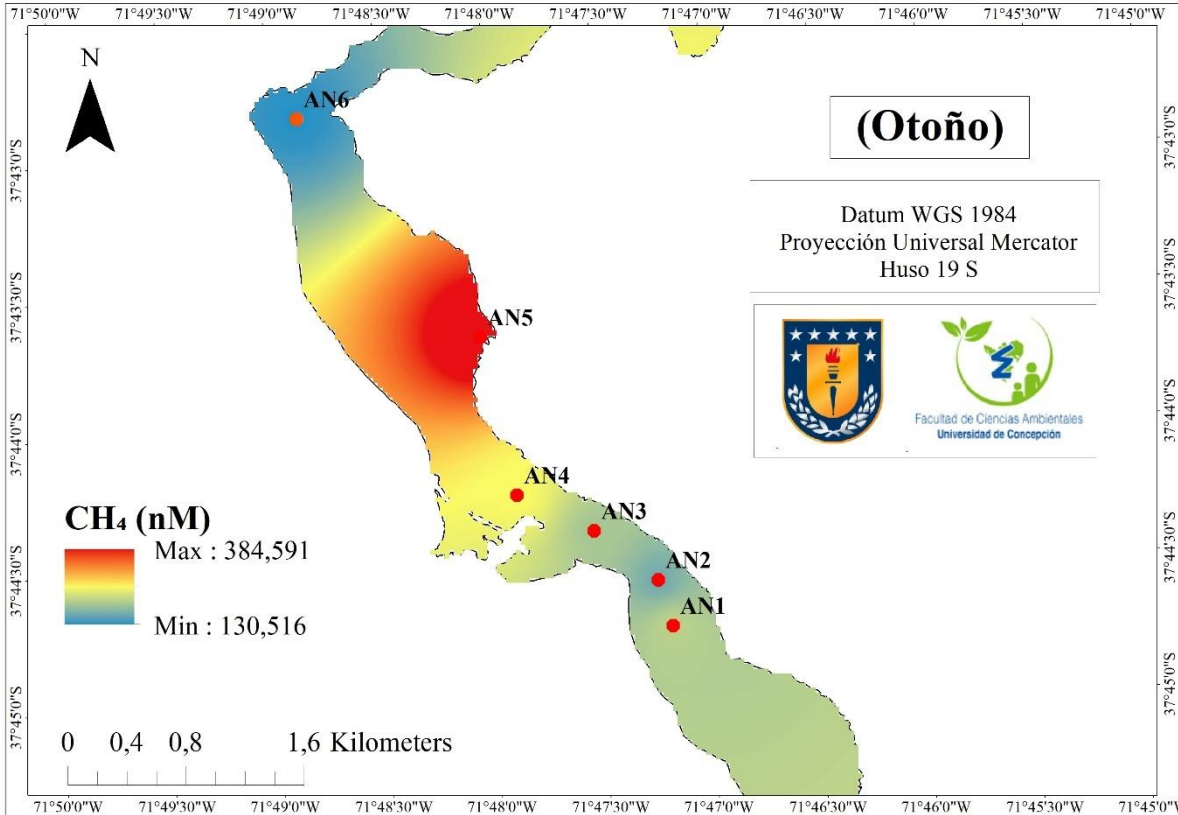 71°50'0"W 71°49'30"W 71°49'0"W 71°48'30"W 71°48'0"W 71°47'30"W 71°47'0"W 71°46'30"W 71°46'0"W 71°45'30"W 71°45'0"W
N
AN6
(Otoño)
37°43'0"S
37°43'0"S
Datum WGS 1984
Proyección Universal Mercator
Huso 19 S
37°43'30"S
37°43'30"S
AN5
Facultad de Ciencias Ambientales
Universidad de Concepción
37°44'0"S
37°44'0"S
AN4
AN3
CH₄ (nM)
Max : 384,591
Min : 130,516
37°44'30"S
37°44'30"S
AN2
AN1
37°45'0"S
37°45'0"S
0 0,4 0,8 1,6 Kilometers
71°50'0"W 71°49'30"W 71°49'0"W 71°48'30"W 71°48'0"W 71°47'30"W 71°47'0"W 71°46'30"W 71°46'0"W 71°45'30"W 71°45'0"W